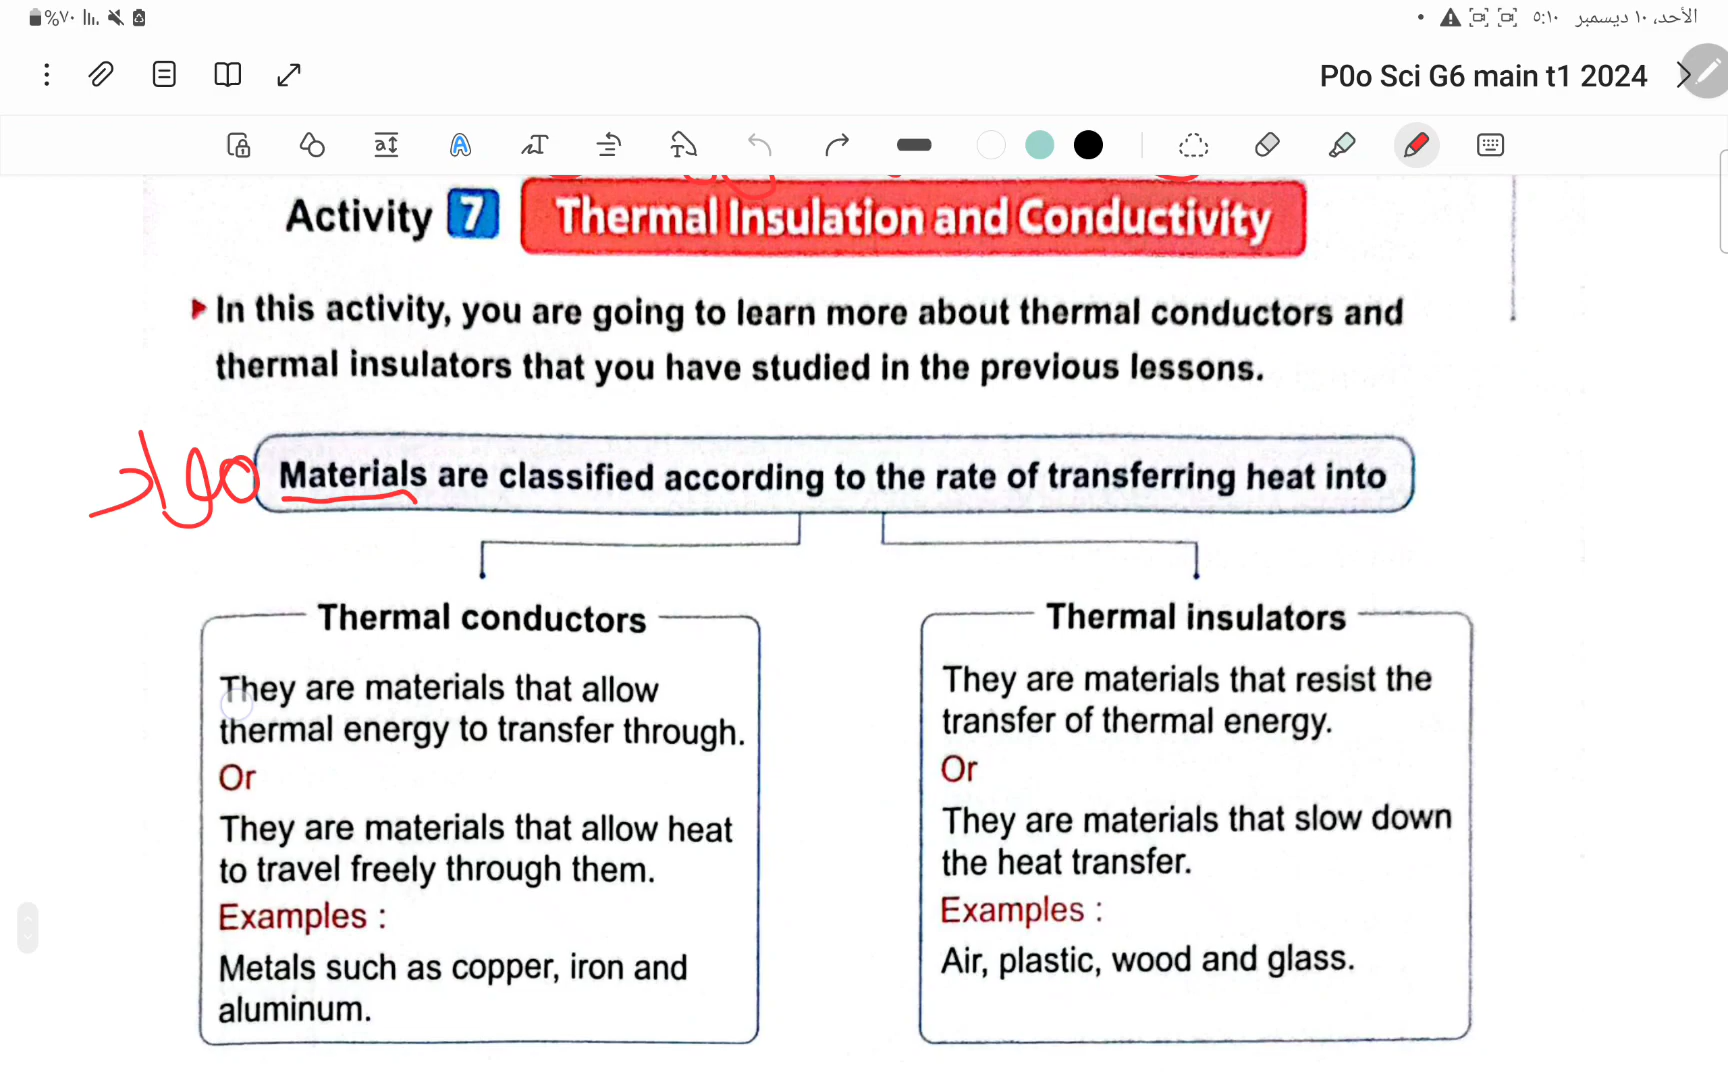 %٧٠
الأحد، ١٠ ديسمبر ٥:١٠
P0o Sci G6 main t1 2024
Activity 7 Thermal Insulation and Conductivity
In this activity, you are going to learn more about thermal conductors and
thermal insulators that you have studied in the previous lessons.
مواد
Materials are classified according to the rate of transferring heat into
Thermal conductors
They are materials that allow
thermal energy to transfer through.
Or
They are materials that allow heat
to travel freely through them.
Examples :
Metals such as copper, iron and
aluminum.
Thermal insulators
They are materials that resist the
transfer of thermal energy.
Or
They are materials that slow down
the heat transfer.
Examples :
Air, plastic, wood and glass.